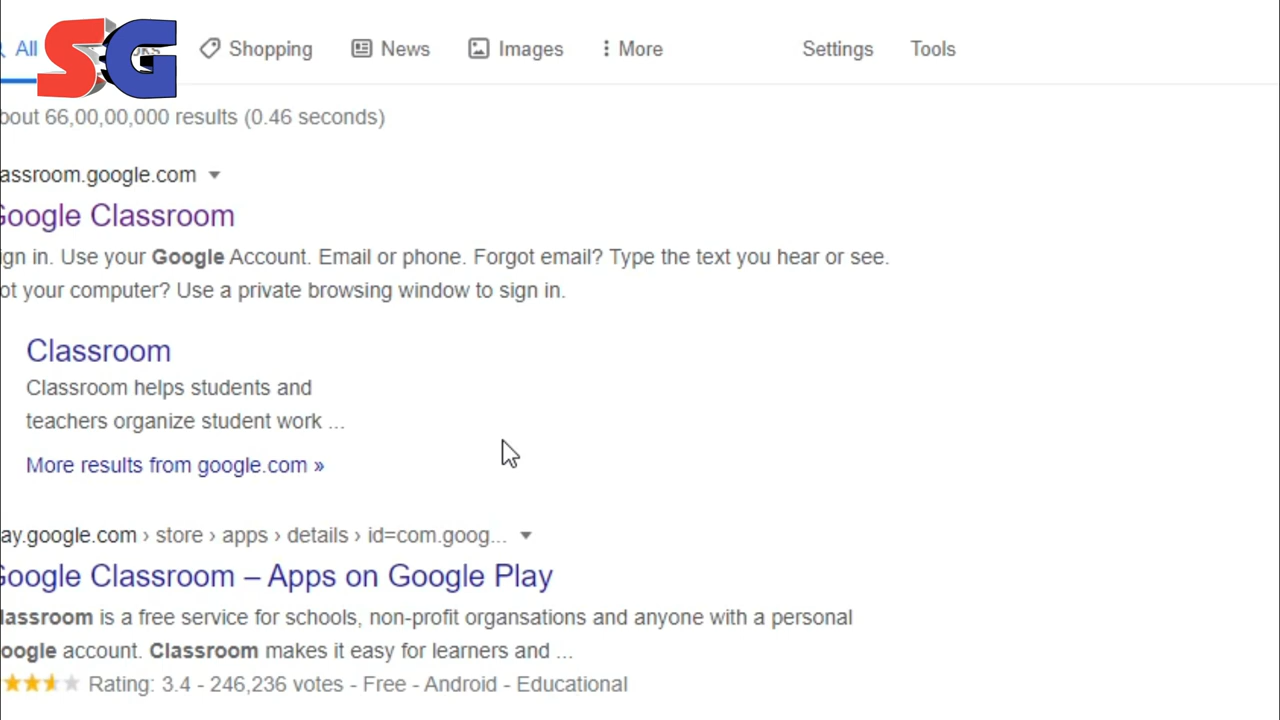 All
SG
Shopping
News
Images
More
Settings
Tools
bout 66,00,00,000 results (0.46 seconds)
assroom.google.com
Google Classroom
ign in. Use your Google Account. Email or phone. Forgot email? Type the text you hear or see.
ot your computer? Use a private browsing window to sign in.
Classroom
Classroom helps students and
teachers organize student work ...
More results from google.com »
ay.google.com › store › apps › details › id=com.goog...
Google Classroom – Apps on Google Play
lassroom is a free service for schools, non-profit organsations and anyone with a personal
oogle account. Classroom makes it easy for learners and ...
Rating: 3.4 - 246,236 votes - Free - Android - Educational